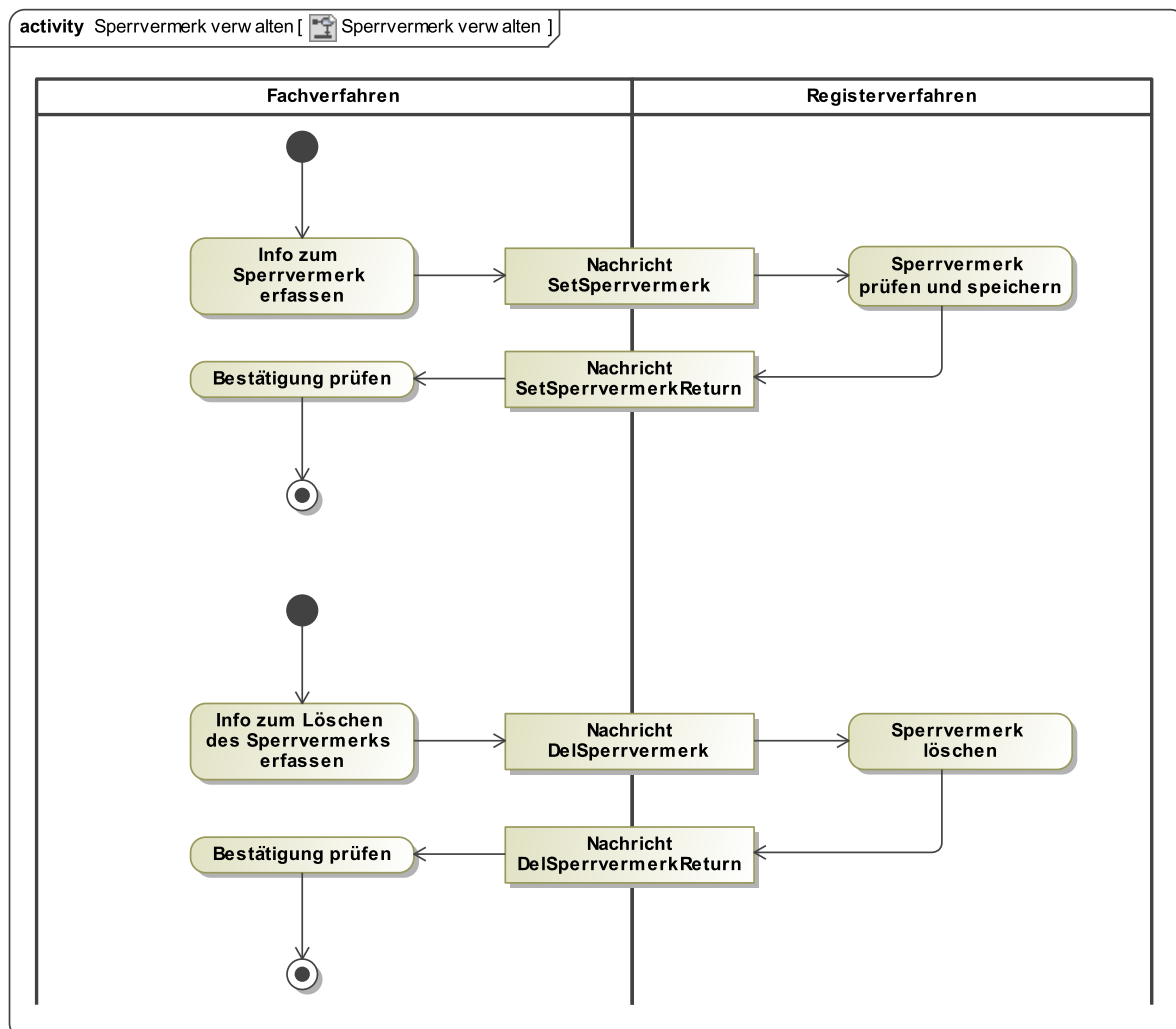 activity Sperrvermerk verwalten [ Sperrvermerk verwalten ]
Fachverfahren
Registerverfahren
Info zum
Sperrvermerk
erfassen
Nachricht
SetSperrvermerk
Sperrvermerk
prüfen und speichern
Bestätigung prüfen
Nachricht
SetSperrvermerkReturn
Info zum Löschen
des Sperrvermerks
erfassen
Nachricht
DelSperrvermerk
Sperrvermerk
löschen
Bestätigung prüfen
Nachricht
DelSperrvermerkReturn